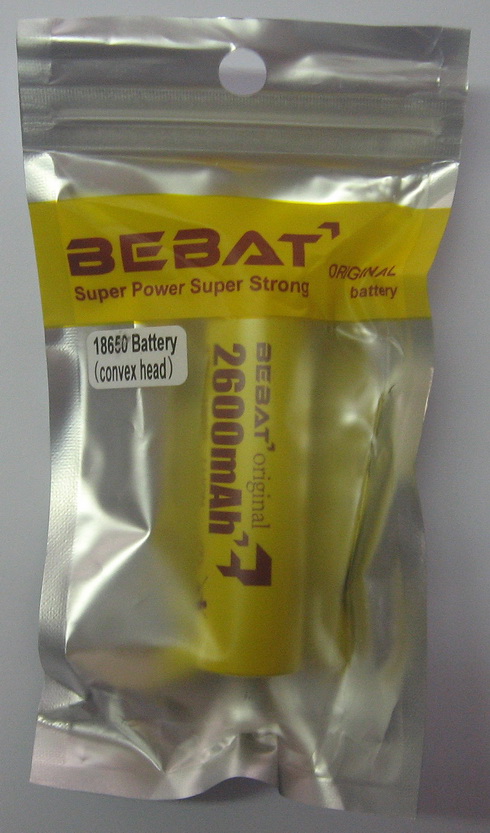 BEBAT
Super Power Super Strong
ORIGINAL
battery
18650 Battery
(convex head)
BEBAT original
2600mAh